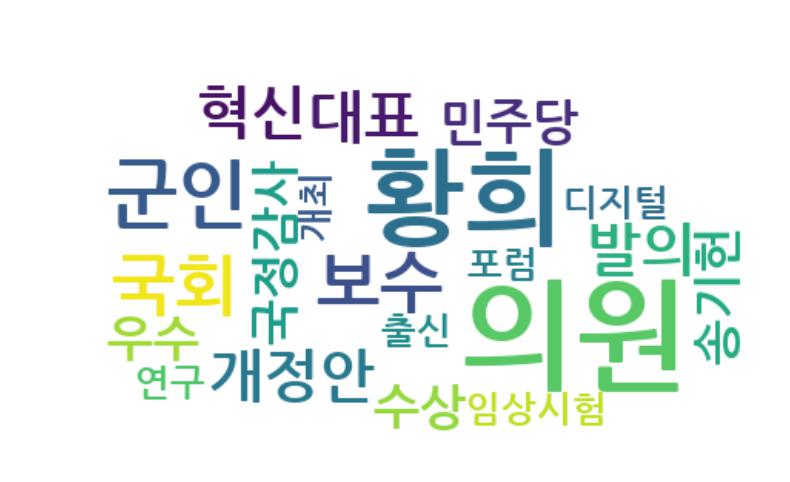 혁신
대표
민주당
군인
국정감사
개최
황희
디지털
발의
국회
보수
포럼
송기헌
우수
출신
의원
연구
개정안
수상
임상시험